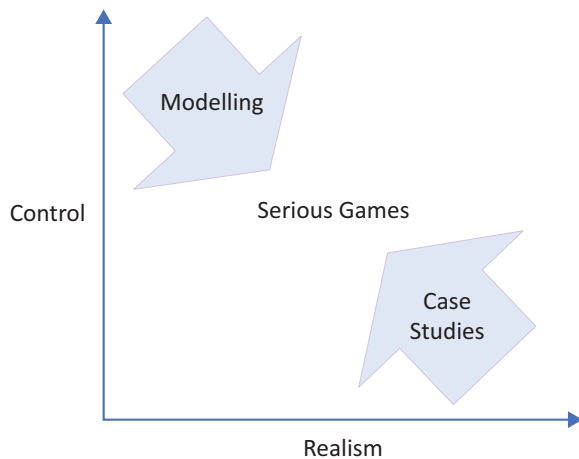 Modelling
Control
Serious Games
Case
Studies
Realism